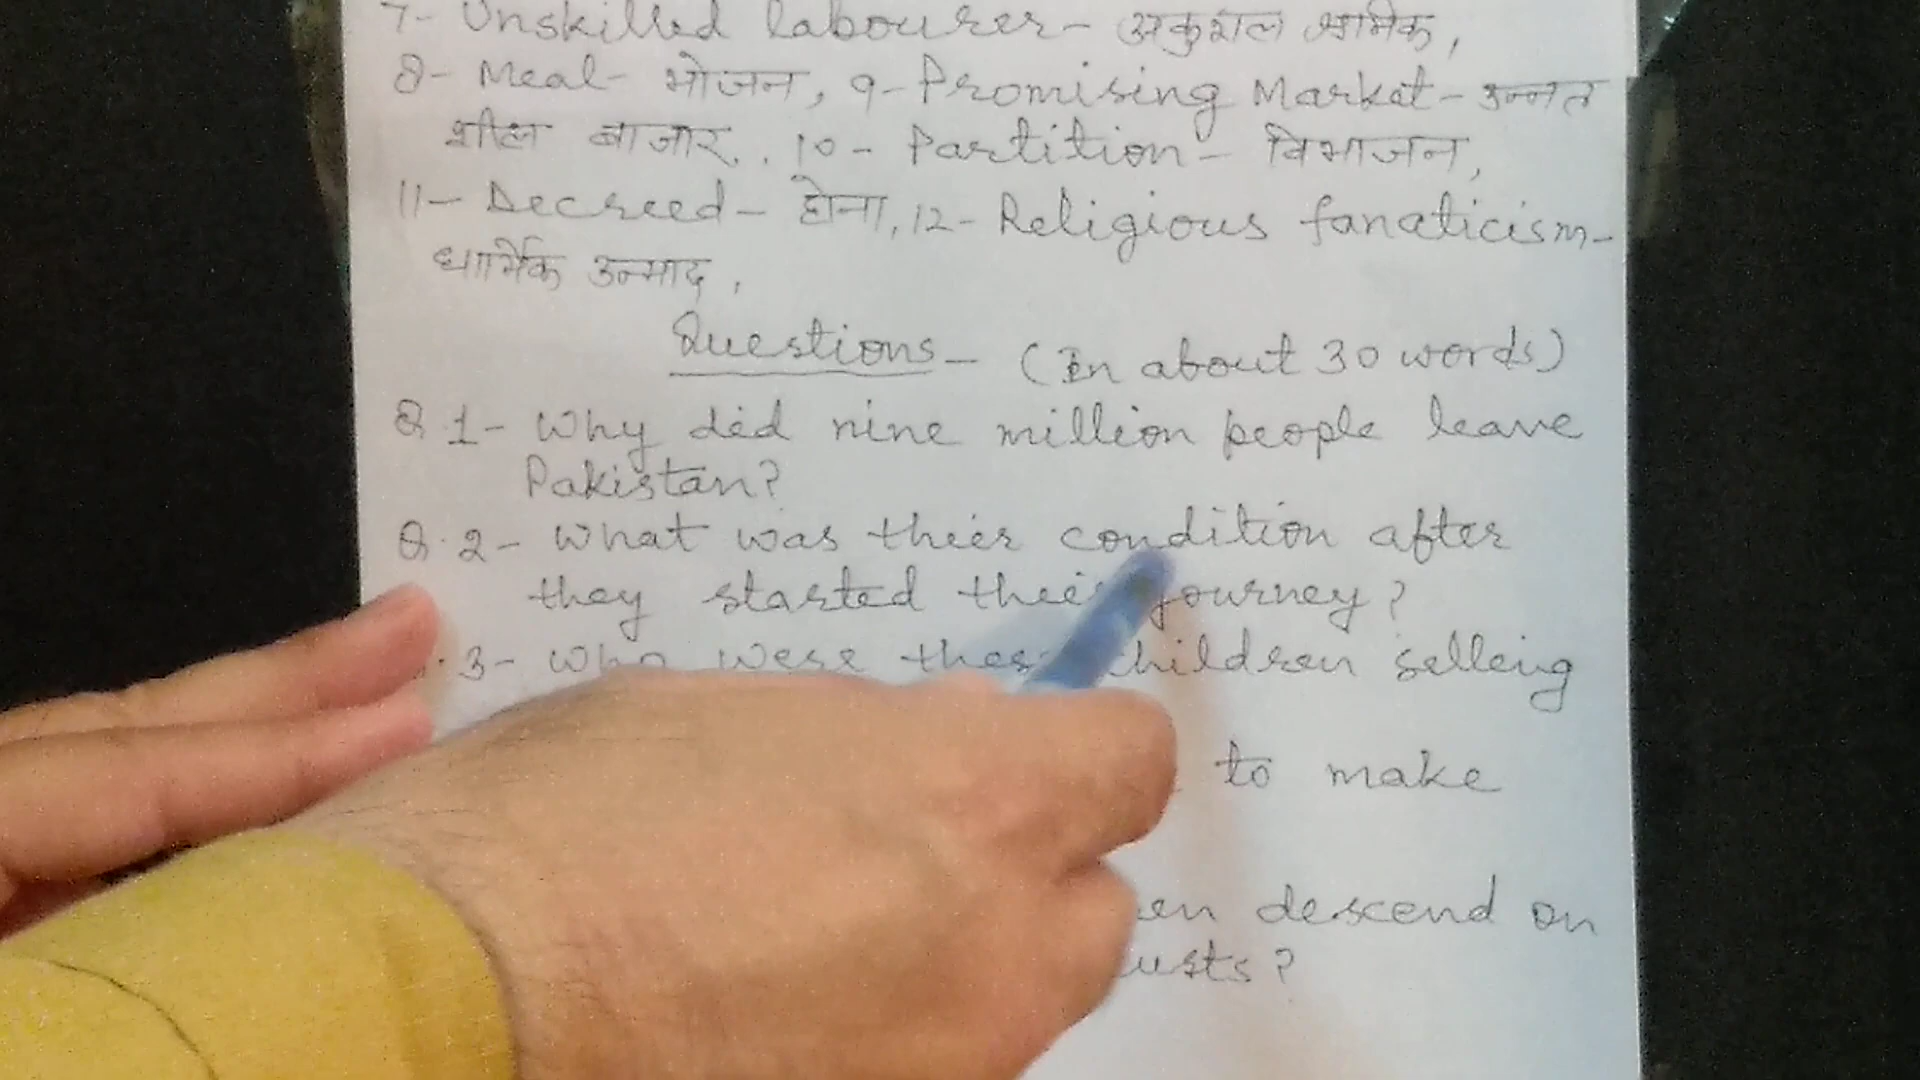 7- Unskilled labourer- अकुशल श्रमिक,
8- Meal- भोजन, 9- Promising Market- उन्नत
शील बाजार, . 10 - Partition- विभाजन,
11- Decreed- होना, 12- Religious fanaticism-
धार्मिक उन्माद,
Questions- (In about 30 words)
Q.1- Why did nine million people leave
Pakistan?
Q.2- What was their condition after
they started their journey?
3- Who were these children selling
to make
descend on